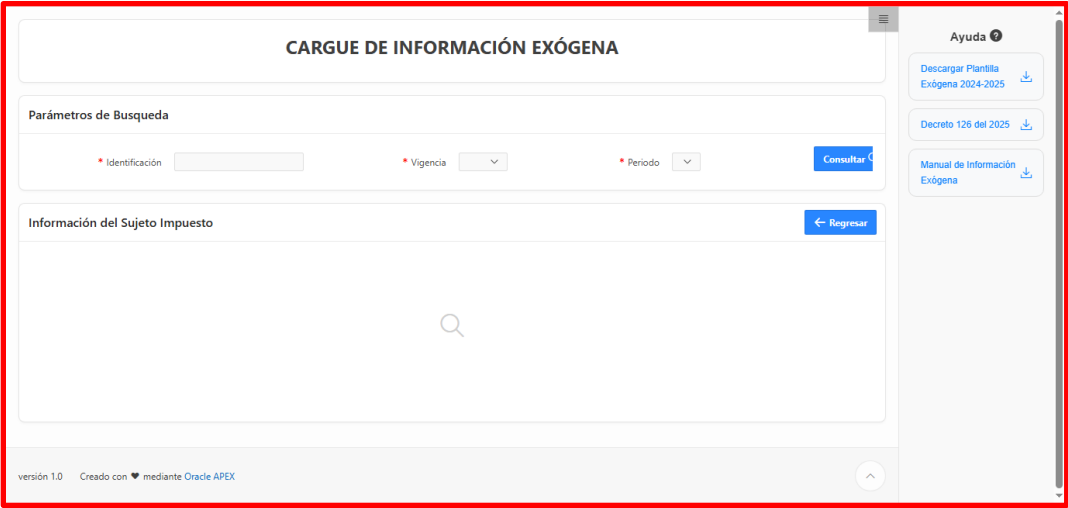 CARGUE DE INFORMACIÓN EXÓGENA
Parámetros de Busqueda
* Identificación
* Vigencia
* Periodo
Consultar
Información del Sujeto Impuesto
Regresar
versión 1.0 Creado con ♥ mediante Oracle APEX
Ayuda ?
Descargar Plantilla
Exógena 2024-2025
Decreto 126 del 2025
Manual de Información
Exógena